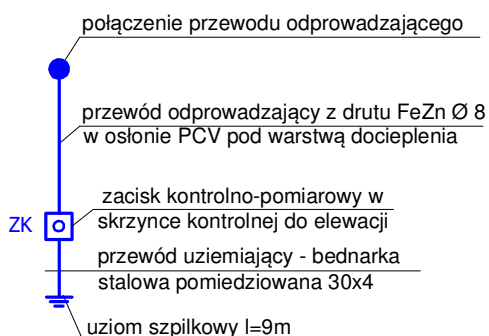 połączenie przewodu odprowadzającego
przewód odprowadzający z drutu FeZn Ø 8
w osłonie PCV pod warstwą docieplenia
zacisk kontrolno-pomiarowy w
ZK
skrzynce kontrolnej do elewacji
przewód uziemiający - bednarka
stalowa pomiedziowana 30x4
uziom szpilkowy l=9m